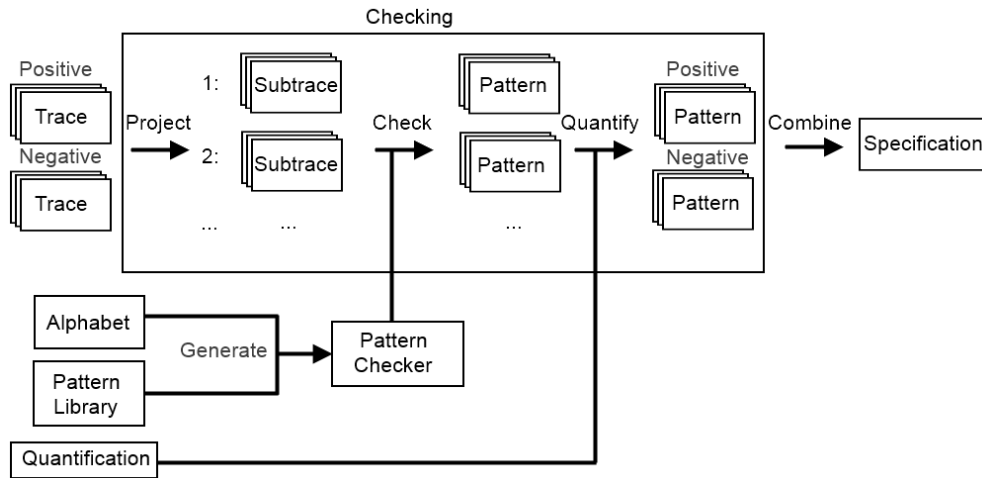 Checking
Positive
Trace
Negative
Trace
Project
1:
Subtrace
2:
Subtrace
...
...
Check
Pattern
Pattern
...
Quantify
Positive
Pattern
Negative
Pattern
Combine
Specification
Alphabet
Pattern
Library
Generate
Pattern
Checker
Quantification